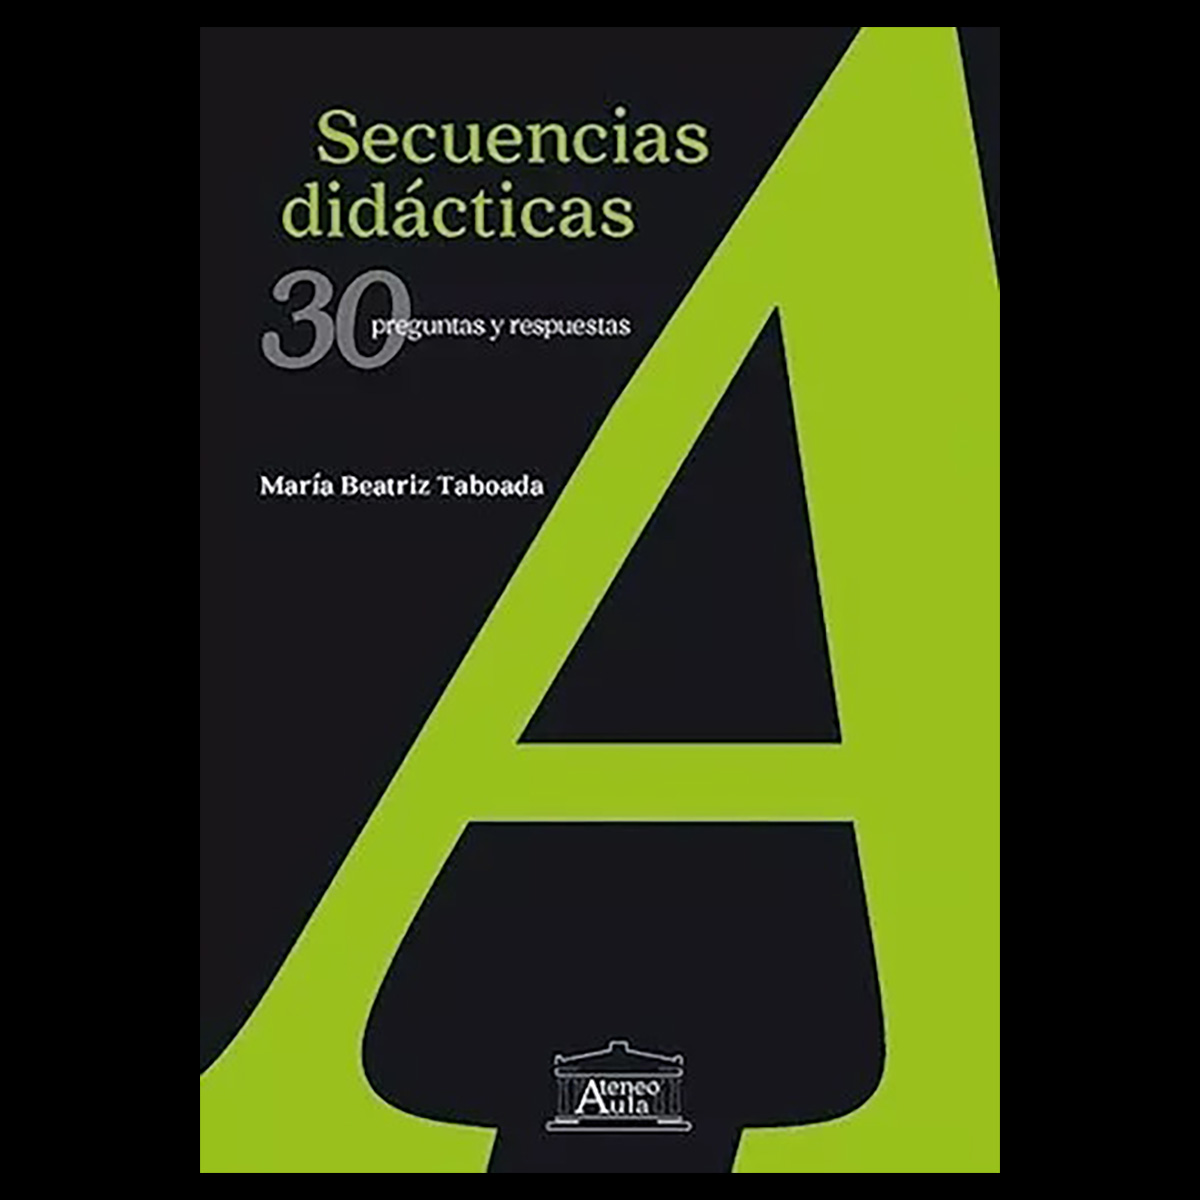 Secuencias
didácticas
30 preguntas y respuestas
María Beatriz Taboada
A
Ateneo
Aula